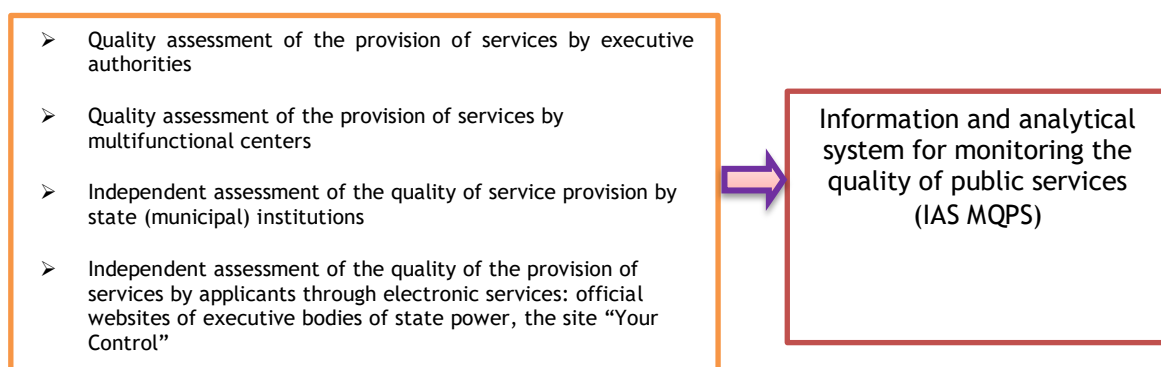 ➢ Quality assessment of the provision of services by executive
authorities
➢ Quality assessment of the provision of services by
multifunctional centers
➢ Independent assessment of the quality of service provision by
state (municipal) institutions
➢ Independent assessment of the quality of the provision of
services by applicants through electronic services: official
websites of executive bodies of state power, the site “Your
Control”
Information and analytical
system for monitoring the
quality of public services
(IAS MQPS)